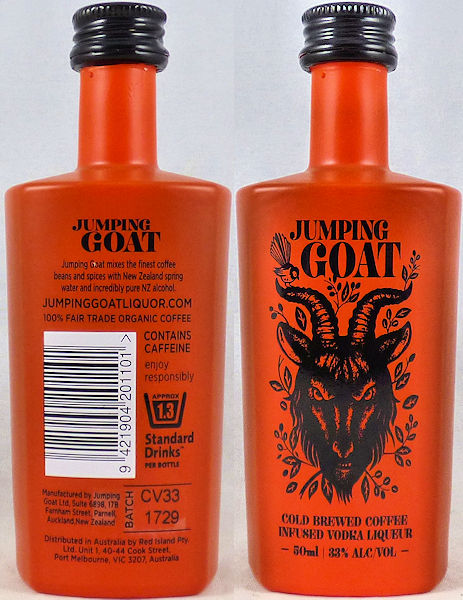 JUMPING
GOAT
Jumping Goat mixes the finest coffee
beans and spices with New Zealand spring
water and incredibly pure NZ alcohol.
JUMPINGGOATLIQUOR.COM
100% FAIR TRADE ORGANIC COFFEE
CONTAINS
CAFFEINE
enjoy
responsibly
APPROX
1.3
Standard
Drinks™
PER BOTTLE
9 421904 201101 >
Manufactured by Jumping
Goat Ltd, Suite 6898, 17B
Farnham Street, Parnell,
Auckland,New Zealand
BATCH
CV33
1729
Distributed in Australia by Red Island Pty.
Ltd. Unit 1, 40-44 Cook Street,
Port Melbourne, VIC 3207, Australia
JUMPING
GOAT
COLD BREWED COFFEE
INFUSED VODKA LIQUEUR
– 50ml | 33% ALC/VOL –